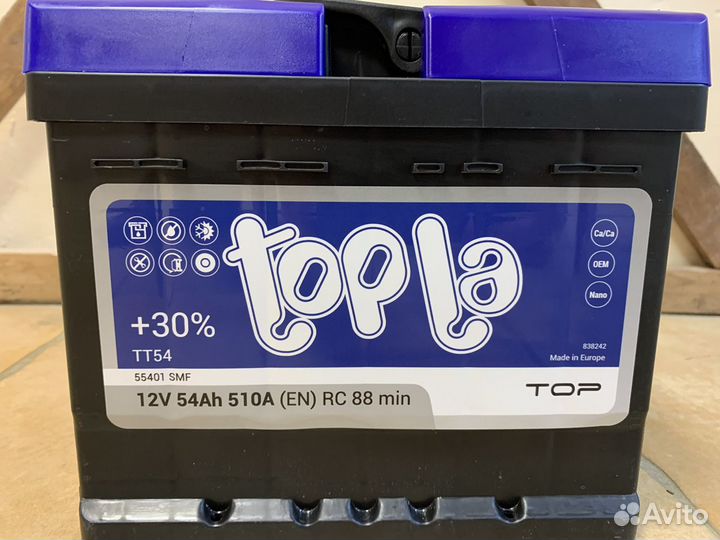 topla
Ca/Ca
OEM
Nano
+30%
TT54
838242
Made in Europe
55401 SMF
12V 54Ah 510A (EN) RC 88 min
TOP
Avito